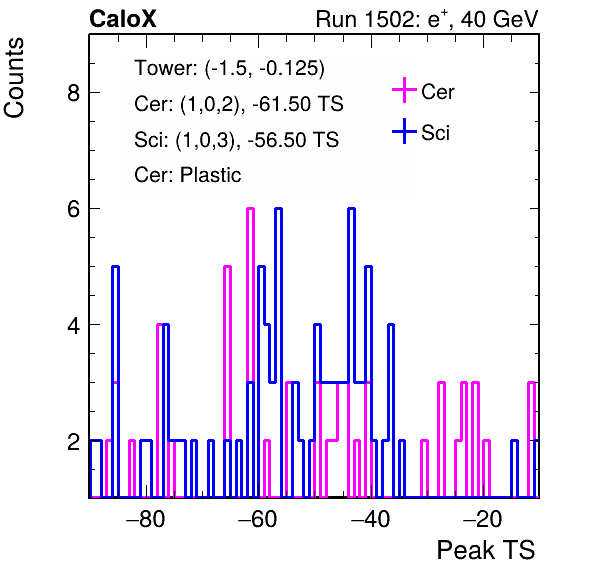 CaloX Run 1502: e⁺, 40 GeV
Counts
Tower: (-1.5, -0.125)
Cer: (1,0,2), -61.50 TS
Sci: (1,0,3), -56.50 TS
Cer: Plastic
Cer
Sci
8
6
4
2
−80 −60 −40 −20
Peak TS